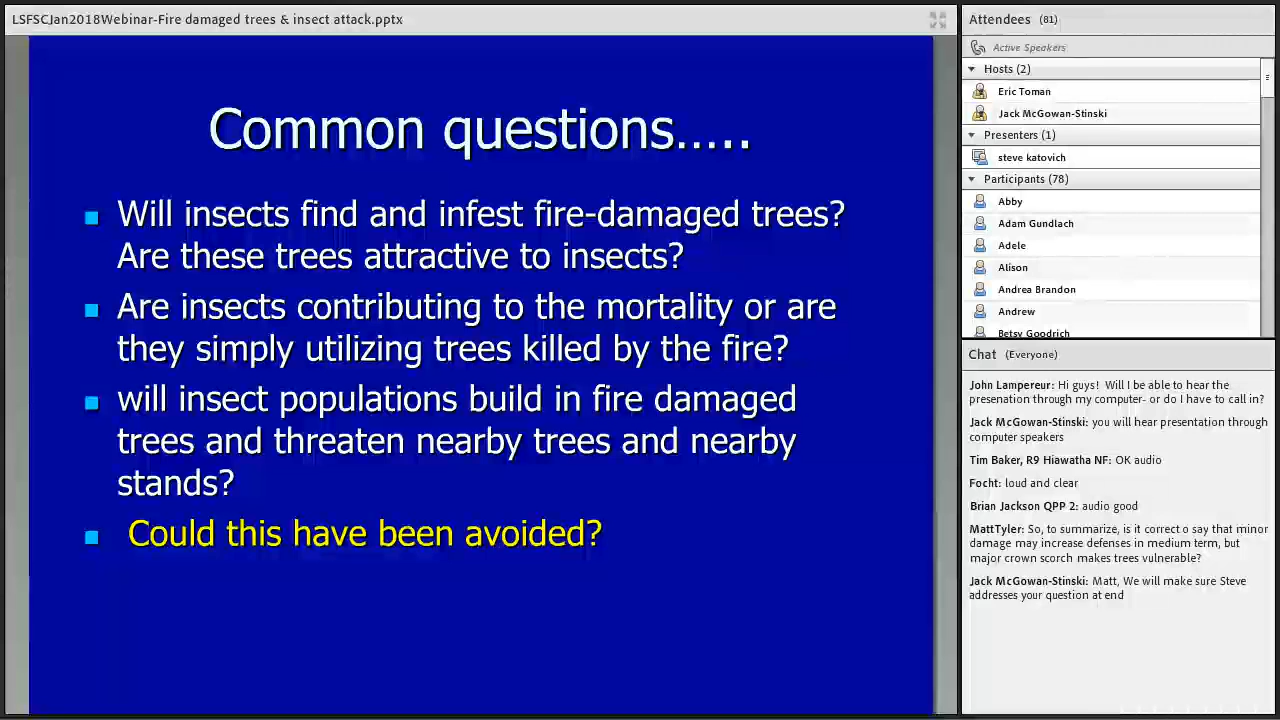 LSFSCJan2018Webinar-Fire damaged trees & insect attack.pptx
Common questions.....
Will insects find and infest fire-damaged trees?
Are these trees attractive to insects?
Are insects contributing to the mortality or are
they simply utilizing trees killed by the fire?
will insect populations build in fire damaged
trees and threaten nearby trees and nearby
stands?
Could this have been avoided?
Attendees (81)
Active Speakers
Hosts (2)
Eric Toman
Jack McGowan-Stinski
Presenters (1)
steve katovich
Participants (78)
Abby
Adam Gundlach
Adele
Alison
Andrea Brandon
Andrew
Betsy Goodrich
Chat (Everyone)
John Lampereur: Hi guys! Will I be able to hear the
presenation through my computer- or do I have to call in?
Jack McGowan-Stinski: you will hear presentation through
computer speakers
Tim Baker, R9 Hiawatha NF: OK audio
Focht: loud and clear
Brian Jackson QPP 2: audio good
MattTyler: So, to summarize, is it correct o say that minor
damage may increase defenses in medium term, but
major crown scorch makes trees vulnerable?
Jack McGowan-Stinski: Matt, We will make sure Steve
addresses your question at end